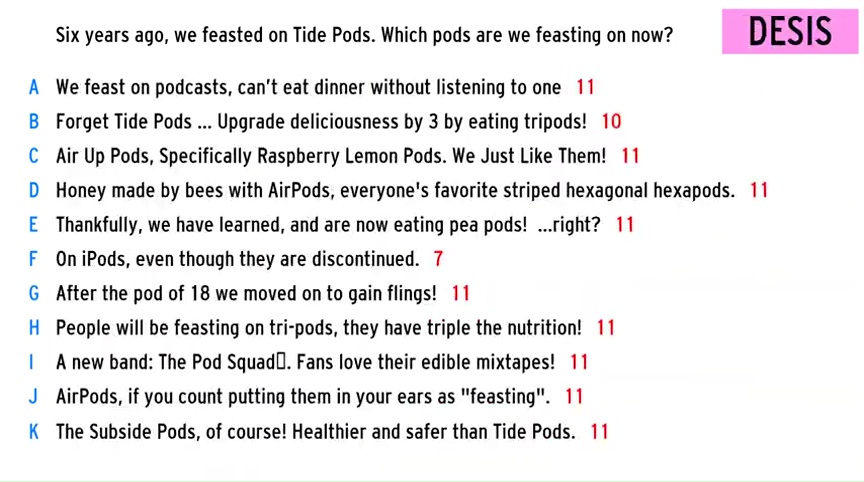 Six years ago, we feasted on Tide Pods. Which pods are we feasting on now?
DESIS
A We feast on podcasts, can't eat dinner without listening to one 11
B Forget Tide Pods ... Upgrade deliciousness by 3 by eating tripods! 10
C Air Up Pods, Specifically Raspberry Lemon Pods. We Just Like Them! 11
D Honey made by bees with AirPods, everyone's favorite striped hexagonal hexapods. 11
E Thankfully, we have learned, and are now eating pea pods! ...right? 11
F On iPods, even though they are discontinued. 7
G After the pod of 18 we moved on to gain flings! 11
H People will be feasting on tri-pods, they have triple the nutrition! 11
I A new band: The Pod Squad▯. Fans love their edible mixtapes! 11
J AirPods, if you count putting them in your ears as "feasting". 11
K The Subside Pods, of course! Healthier and safer than Tide Pods. 11